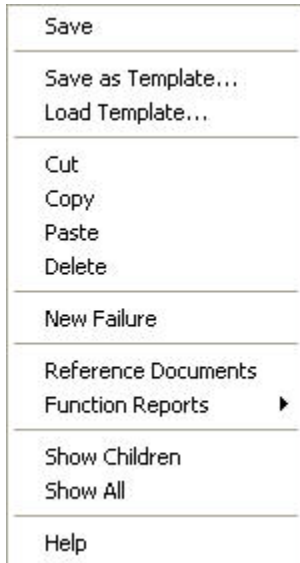 Save
Save as Template...
Load Template...
Cut
Copy
Paste
Delete
New Failure
Reference Documents
Function Reports
Show Children
Show All
Help